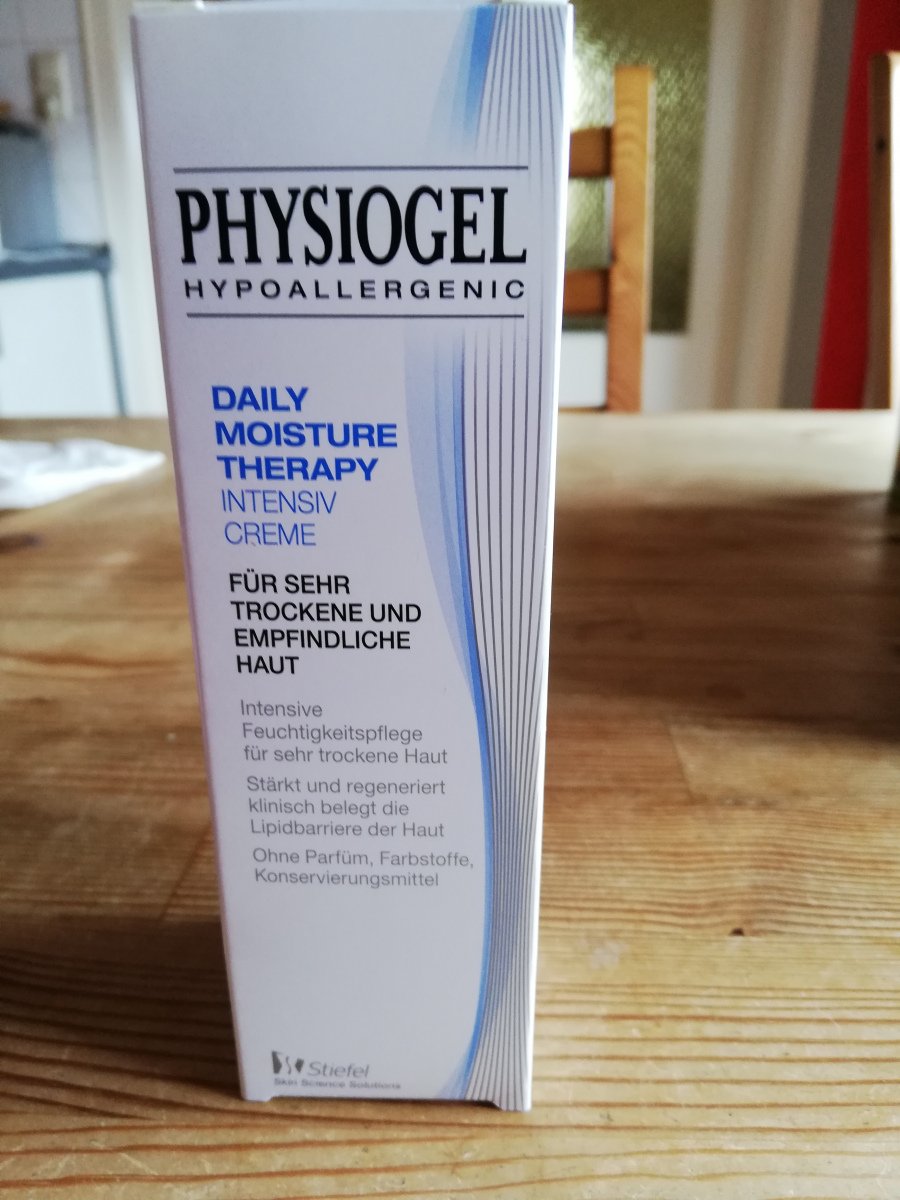 PHYSIOGEL
HYPOALLERGENIC
DAILY
MOISTURE
THERAPY
INTENSIV
CREME
FÜR SEHR
TROCKENE UND
EMPFINDLICHE
HAUT
Intensive
Feuchtigkeitspflege
für sehr trockene Haut
Stärkt und regeneriert
klinisch belegt die
Lipidbarriere der Haut
Ohne Parfüm, Farbstoffe,
Konservierungsmittel
Stiefel
Skin Science Solutions